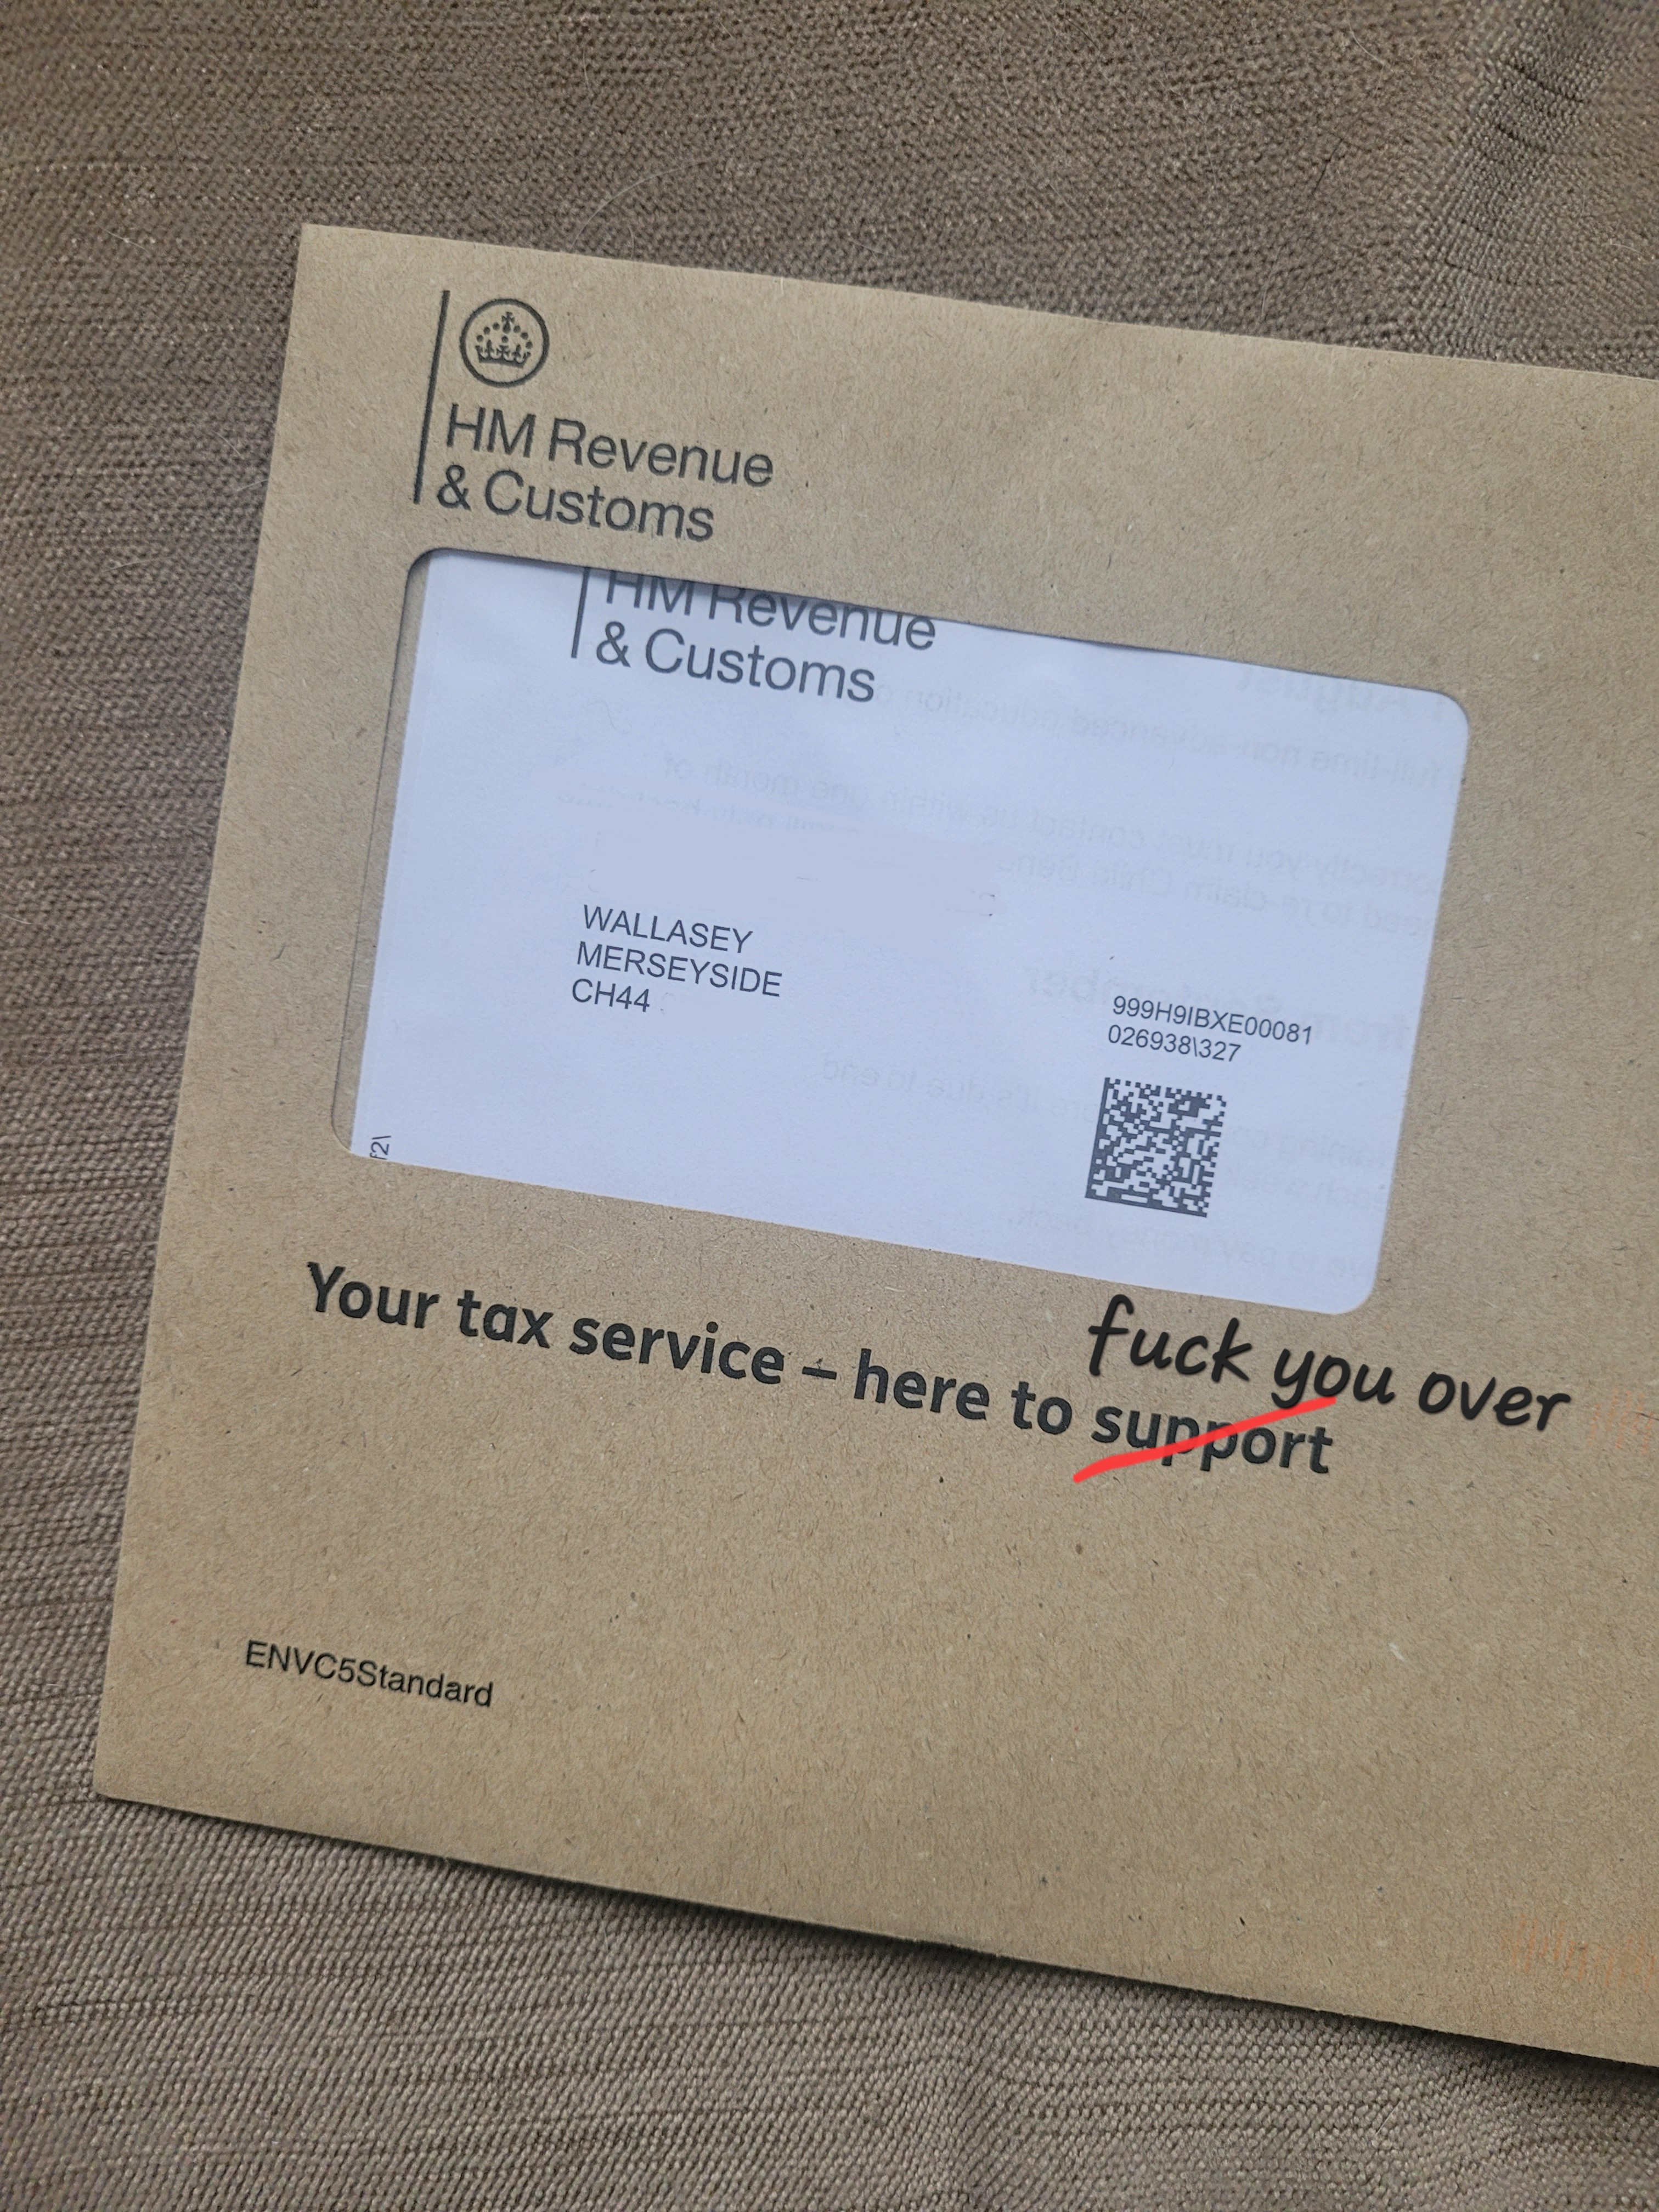 HM Revenue
& Customs
HM Revenue
& Customs
WALLASEY
MERSEYSIDE
CH44
999H9IBXE00081
026938\327
Your tax service – here to support
fuck you over
ENVC5Standard